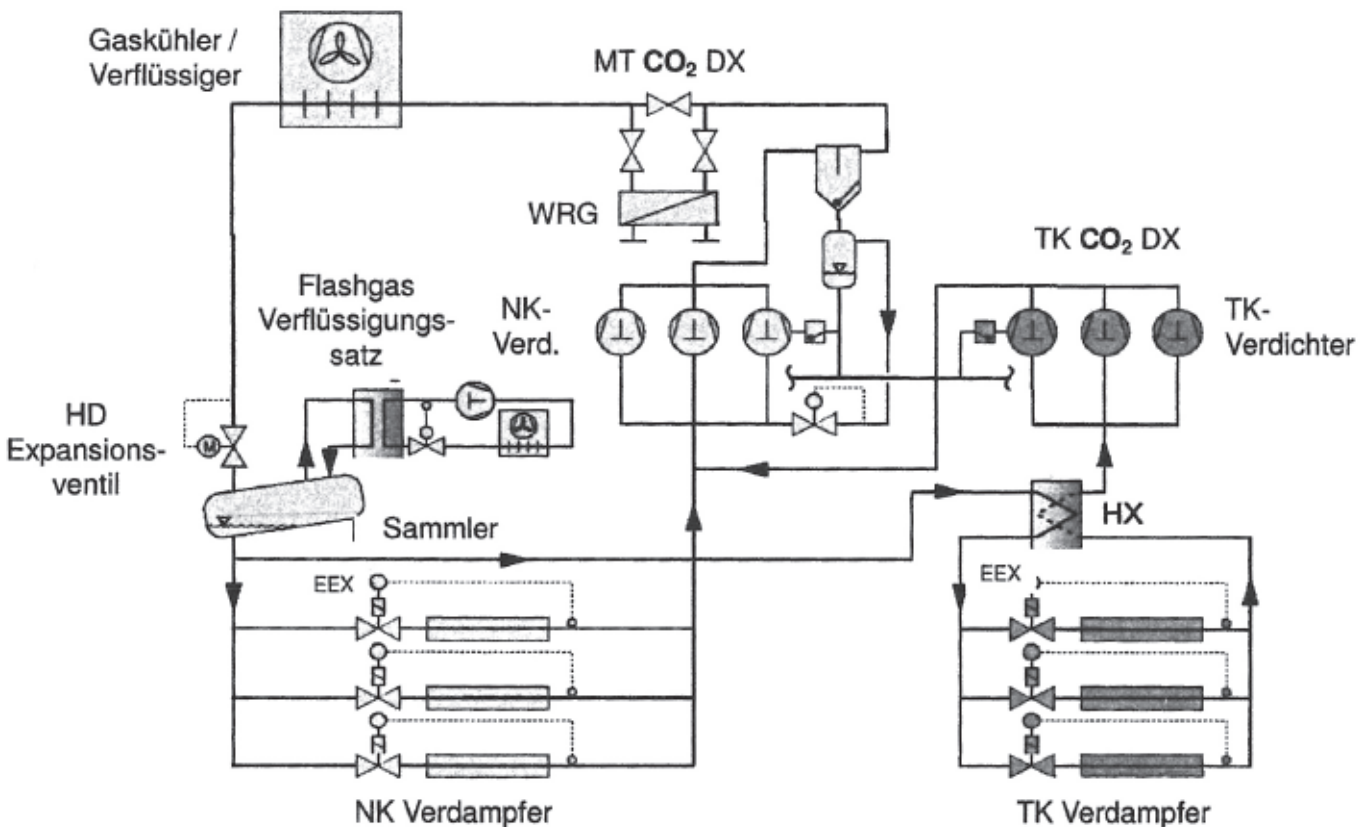 Gaskühler /
Verflüssiger
MT CO₂ DX
WRG
TK CO₂ DX
Flashgas
Verflüssigungs-
satz
NK-
Verd.
TK-
Verdichter
HD
Expansions-
ventil
M
Sammler
HX
EEX
EEX
NK Verdampfer
TK Verdampfer